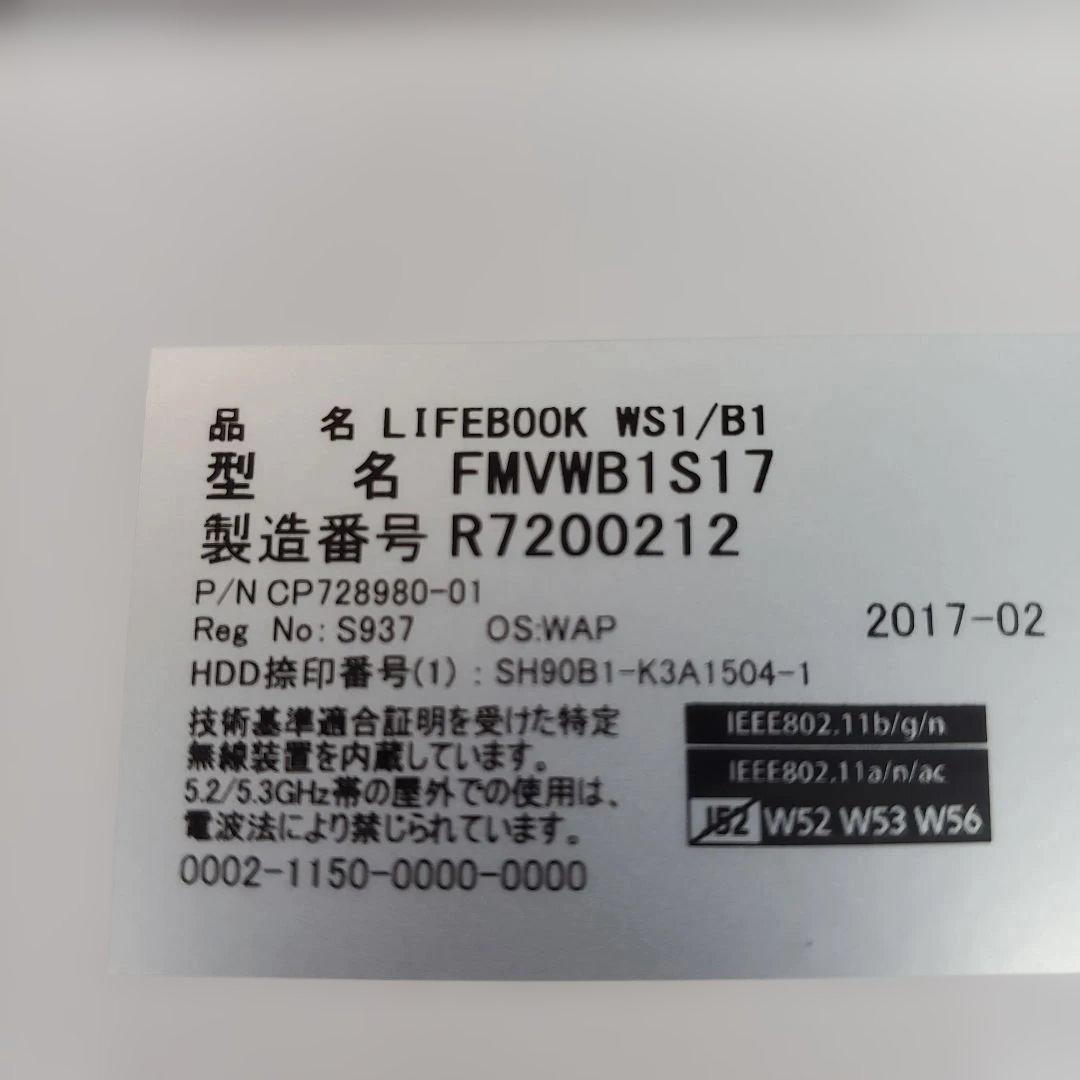 品 名 LIFEBOOK WS1/B1
型 名 FMVWB1S17
製造番号 R7200212
P/N CP728980-01
Reg No: S937 OS:WAP
2017-02
HDD捺印番号(1) : SH90B1-K3A1504-1
技術基準適合証明を受けた特定
無線装置を内蔵しています。
5.2/5.3GHz帯の屋外での使用は、
電波法により禁じられています。
0002-1150-0000-0000
IEEE802.11b/g/n
IEEE802.11a/n/ac
J52 W52 W53 W56